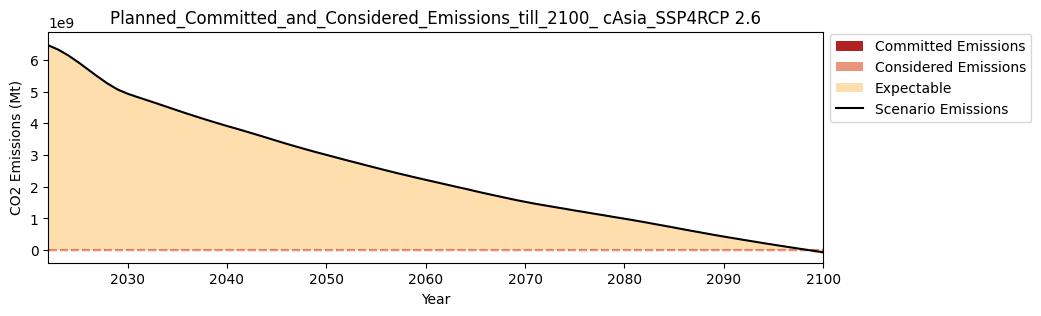 Planned_Committed_and_Considered_Emissions_till_2100_ cAsia_SSP4RCP 2.6
1e9
6
5
4
3
2
1
0
CO2 Emissions (Mt)
2030 2040 2050 2060 2070 2080 2090 2100
Year
Committed Emissions
Considered Emissions
Expectable
Scenario Emissions